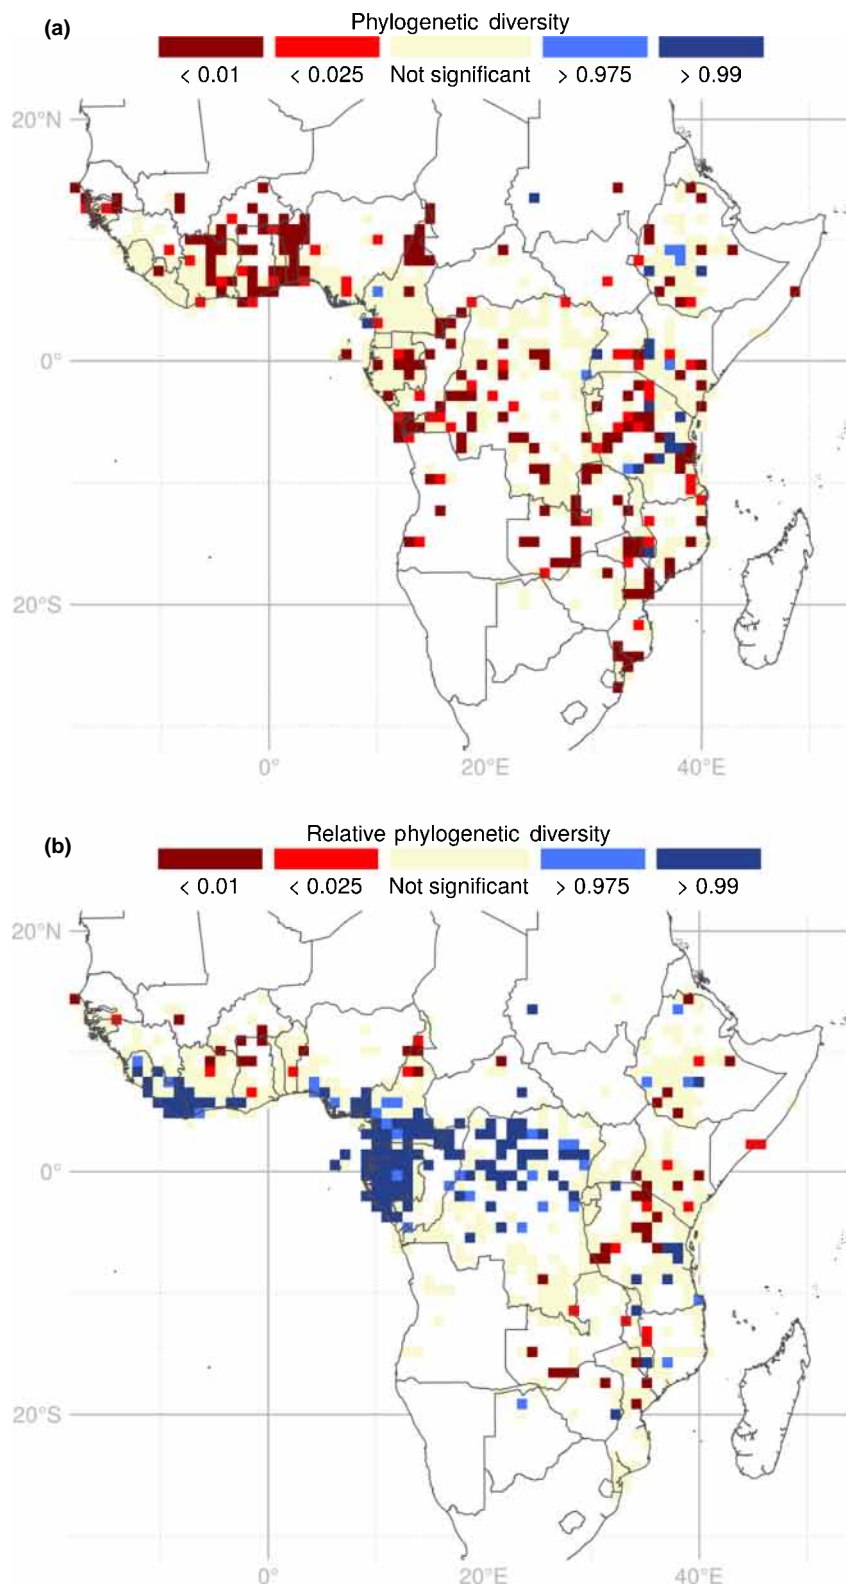 (a)
Phylogenetic diversity
< 0.01 < 0.025 Not significant > 0.975 > 0.99
20°N
0°
20°S
0° 20°E 40°E
(b)
Relative phylogenetic diversity
< 0.01 < 0.025 Not significant > 0.975 > 0.99
20°N
0°
20°S
0° 20°E 40°E